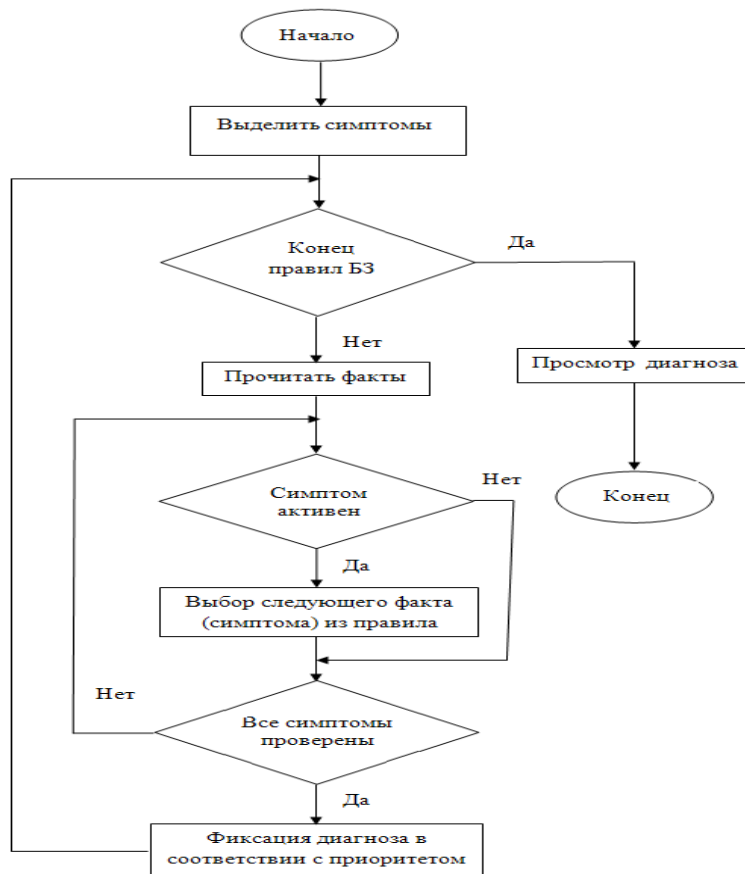 Начало
Выделить симптомы
Конец
правил БЗ
Да
Нет
Прочитать факты
Просмотр диагноза
Симптом
активен
Нет
Конец
Да
Выбор следующего факта
(симптома) из правила
Нет
Все симптомы
проверены
Да
Фиксация диагноза в
соответствии с приоритетом